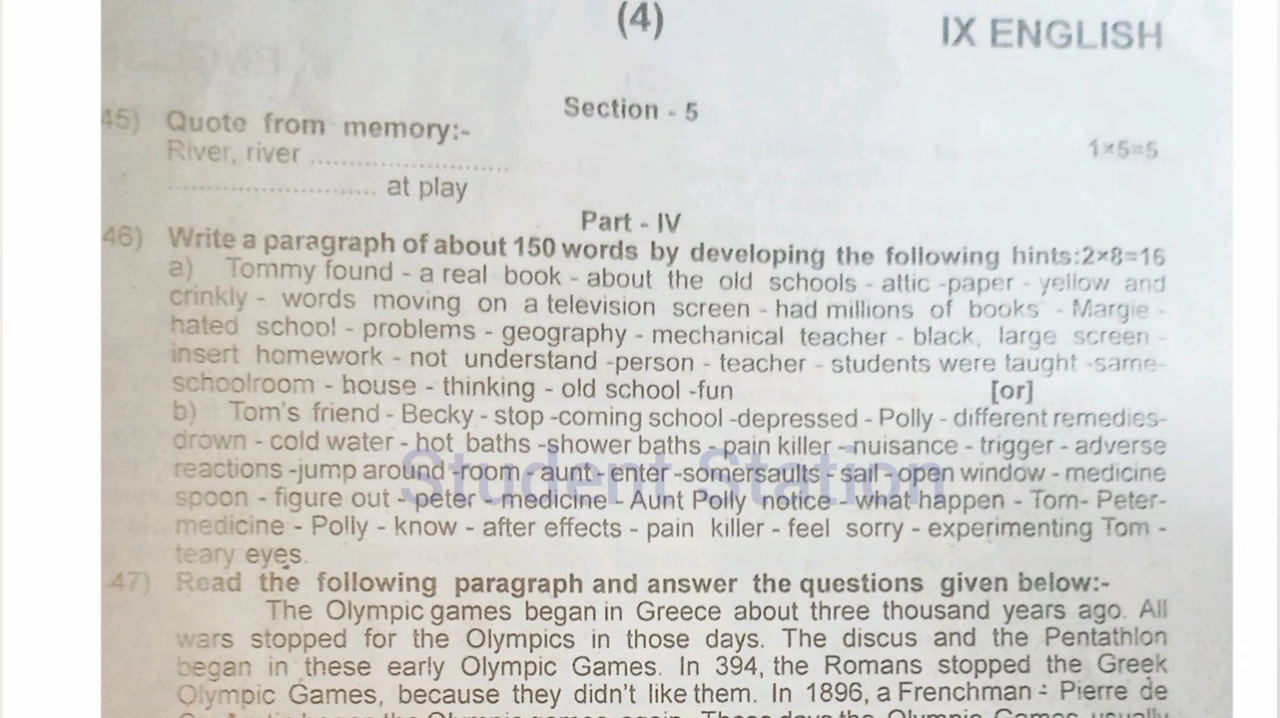 (4)
IX ENGLISH
Section - 5
45) Quote from memory:-
1×5=5
River, river ..............................
............................ at play
Part - IV
46) Write a paragraph of about 150 words by developing the following hints:2×8=16
a) Tommy found - a real book - about the old schools - attic -paper - yellow and
crinkly - words moving on a television screen - had millions of books - Margie -
hated school - problems - geography - mechanical teacher - black, large screen -
insert homework - not understand -person - teacher - students were taught -same-
schoolroom - house - thinking - old school -fun [or]
b) Tom's friend - Becky - stop -coming school -depressed - Polly - different remedies-
drown - cold water - hot baths -shower baths - pain killer -nuisance - trigger - adverse
reactions -jump around -room - aunt - enter -somersaults - sail -open window - medicine
spoon - figure out - peter - medicine - Aunt Polly notice - what happen - Tom- Peter-
medicine - Polly - know - after effects - pain killer - feel sorry - experimenting Tom -
teary eyes.
Student Station
47) Read the following paragraph and answer the questions given below:-
The Olympic games began in Greece about three thousand years ago. All
wars stopped for the Olympics in those days. The discus and the Pentathlon
began in these early Olympic Games. In 394, the Romans stopped the Greek
Olympic Games, because they didn't like them. In 1896, a Frenchman - Pierre de